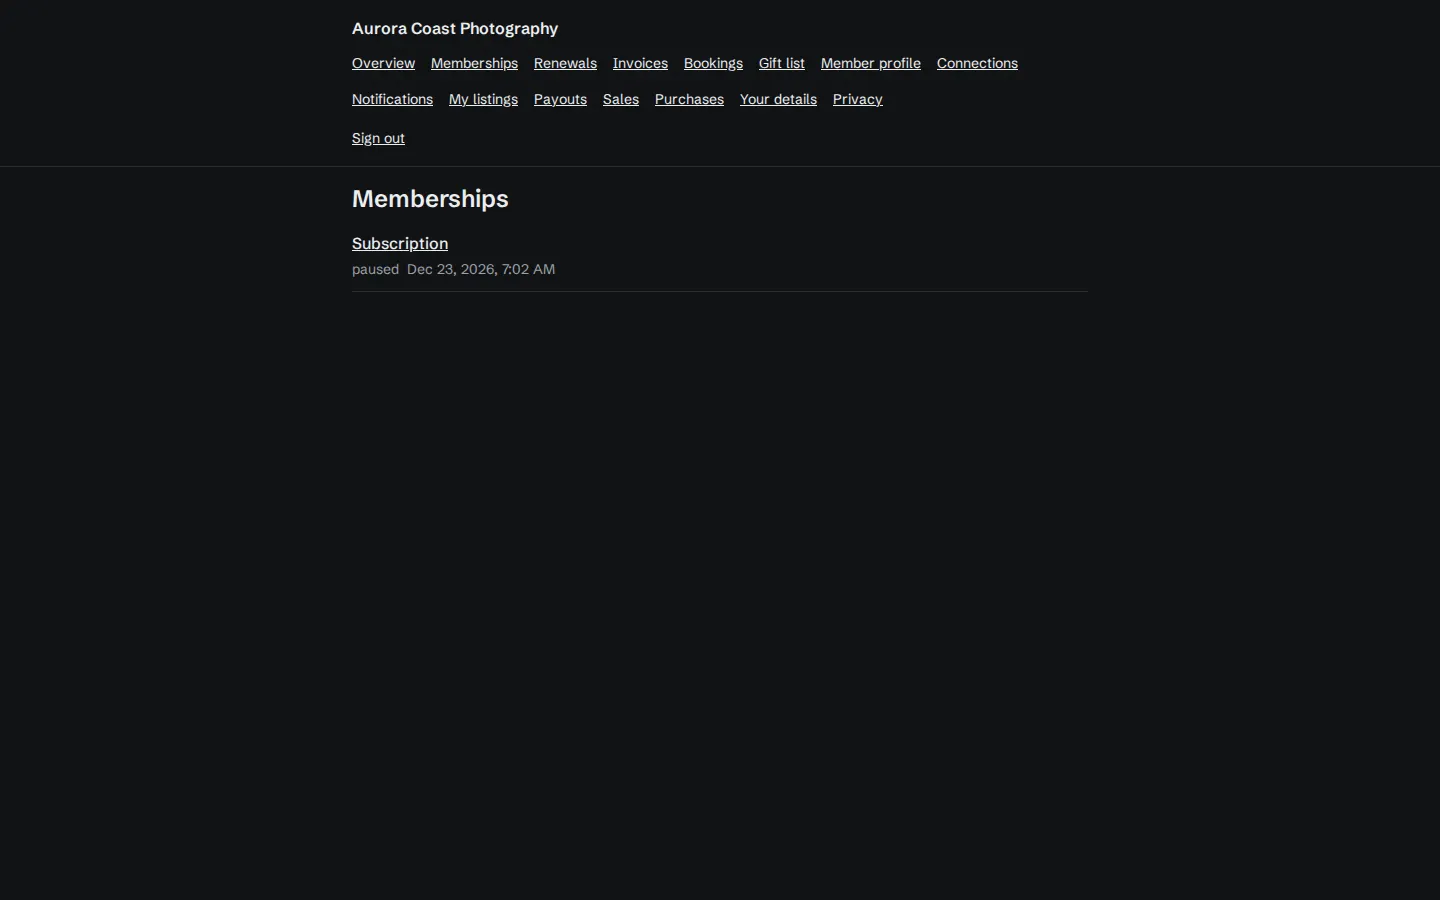 Aurora Coast Photography
Overview Memberships Renewals Invoices Bookings Gift list Member profile Connections
Notifications My listings Payouts Sales Purchases Your details Privacy
Sign out
Memberships
Subscription
paused Dec 23, 2026, 7:02 AM